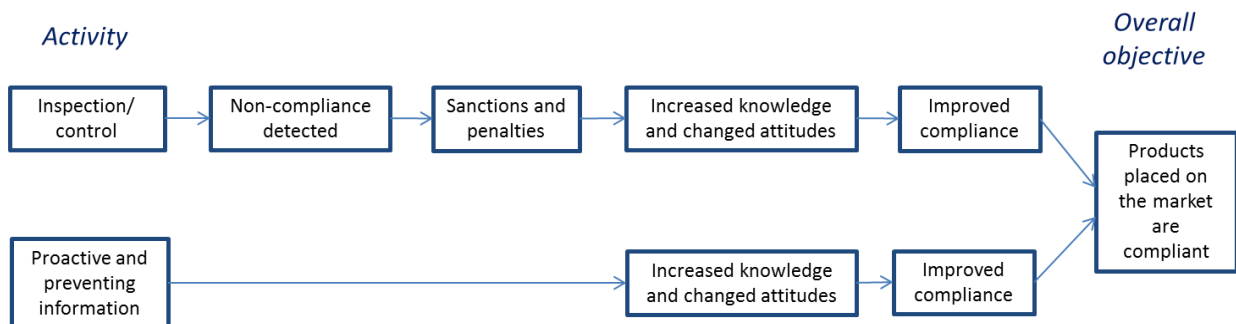 Activity
Overall
objective
Inspection/
control
Non-compliance
detected
Sanctions and
penalties
Increased knowledge
and changed attitudes
Improved
compliance
Products
placed on
the market
are
compliant
Proactive and
preventing
information
Increased knowledge
and changed attitudes
Improved
compliance